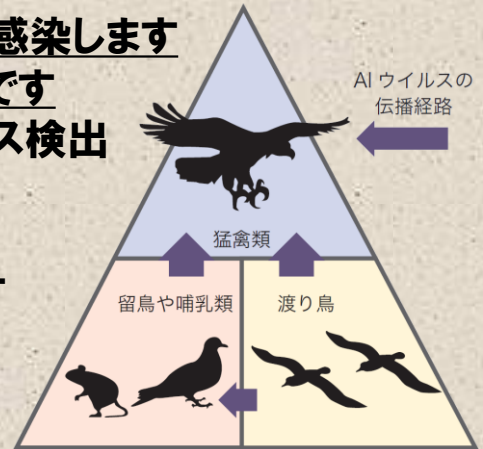 感染します
です
ス検出
AI ウイルスの
伝播経路
猛禽類
留鳥や哺乳類
渡り鳥